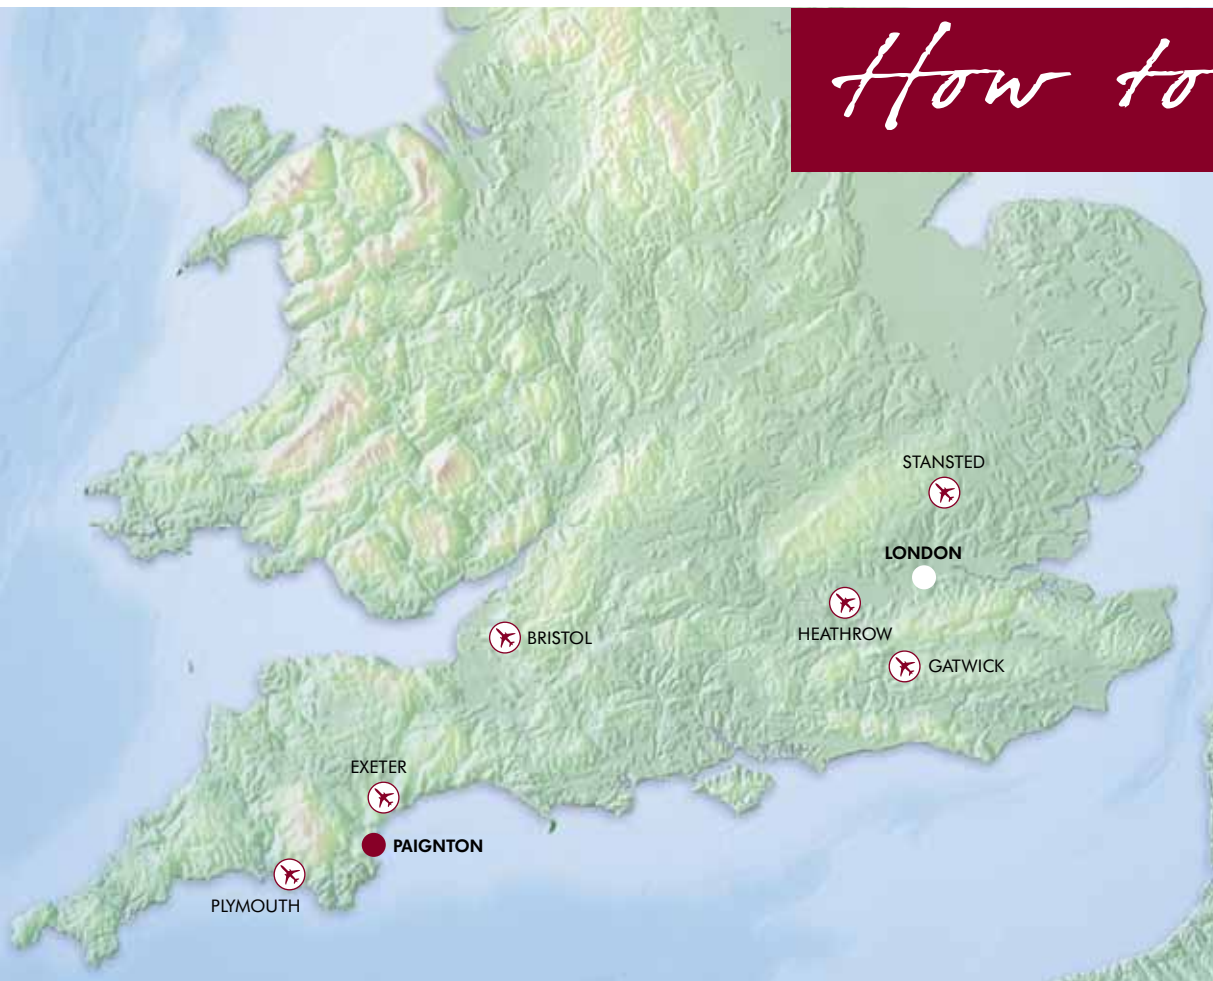 How to
STANSTED
LONDON
HEATHROW
BRISTOL
GATWICK
EXETER
PAIGNTON
PLYMOUTH